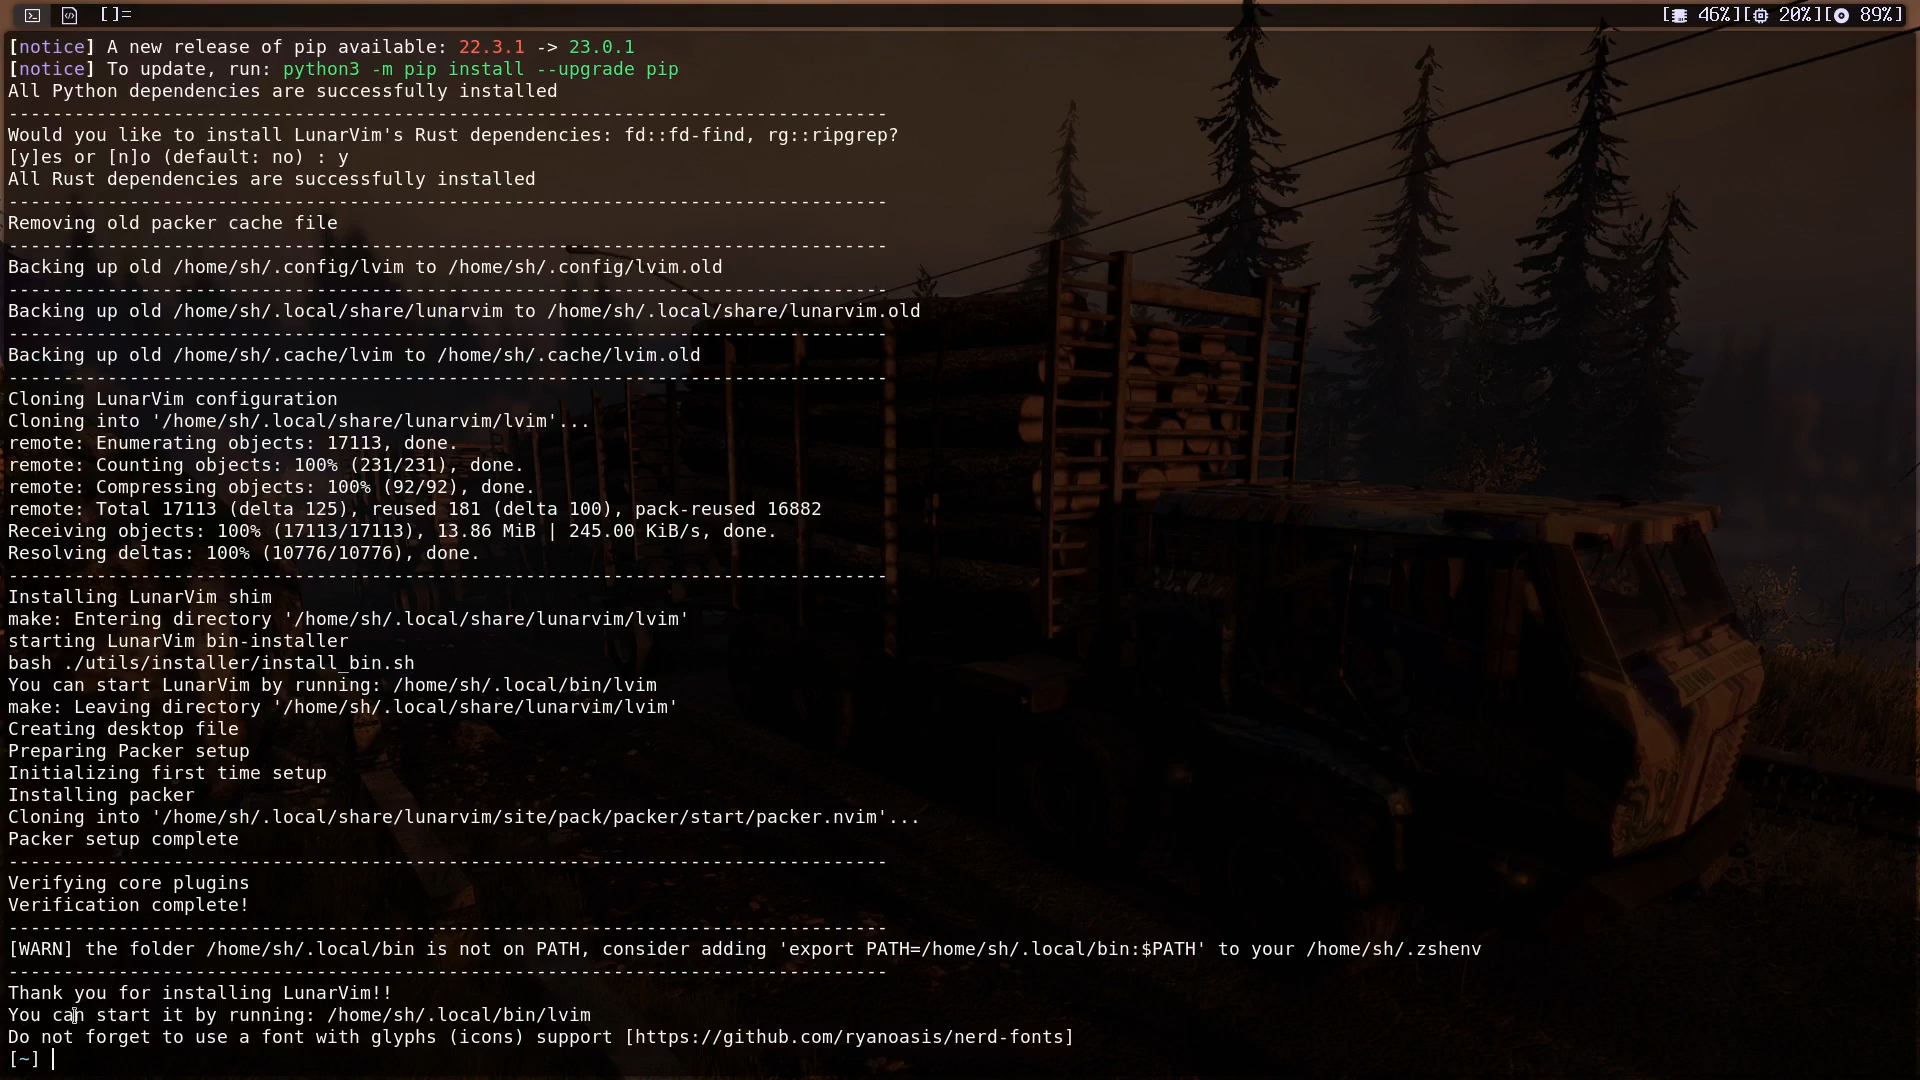 []= [ 46%][ 20%][ 89%]
[notice] A new release of pip available: 22.3.1 -> 23.0.1
[notice] To update, run: python3 -m pip install --upgrade pip
All Python dependencies are successfully installed
--------------------------------------------------------------------------------
Would you like to install LunarVim's Rust dependencies: fd::fd-find, rg::ripgrep?
[y]es or [n]o (default: no) : y
All Rust dependencies are successfully installed
--------------------------------------------------------------------------------
Removing old packer cache file
--------------------------------------------------------------------------------
Backing up old /home/sh/.config/lvim to /home/sh/.config/lvim.old
--------------------------------------------------------------------------------
Backing up old /home/sh/.local/share/lunarvim to /home/sh/.local/share/lunarvim.old
--------------------------------------------------------------------------------
Backing up old /home/sh/.cache/lvim to /home/sh/.cache/lvim.old
--------------------------------------------------------------------------------
Cloning LunarVim configuration
Cloning into '/home/sh/.local/share/lunarvim/lvim'...
remote: Enumerating objects: 17113, done.
remote: Counting objects: 100% (231/231), done.
remote: Compressing objects: 100% (92/92), done.
remote: Total 17113 (delta 125), reused 181 (delta 100), pack-reused 16882
Receiving objects: 100% (17113/17113), 13.86 MiB | 245.00 KiB/s, done.
Resolving deltas: 100% (10776/10776), done.
--------------------------------------------------------------------------------
Installing LunarVim shim
make: Entering directory '/home/sh/.local/share/lunarvim/lvim'
starting LunarVim bin-installer
bash ./utils/installer/install_bin.sh
You can start LunarVim by running: /home/sh/.local/bin/lvim
make: Leaving directory '/home/sh/.local/share/lunarvim/lvim'
Creating desktop file
Preparing Packer setup
Initializing first time setup
Installing packer
Cloning into '/home/sh/.local/share/lunarvim/site/pack/packer/start/packer.nvim'...
Packer setup complete
--------------------------------------------------------------------------------
Verifying core plugins
Verification complete!
--------------------------------------------------------------------------------
[WARN] the folder /home/sh/.local/bin is not on PATH, consider adding 'export PATH=/home/sh/.local/bin:$PATH' to your /home/sh/.zshenv
--------------------------------------------------------------------------------
Thank you for installing LunarVim!!
You can start it by running: /home/sh/.local/bin/lvim
Do not forget to use a font with glyphs (icons) support [https://github.com/ryanoasis/nerd-fonts]
[~]